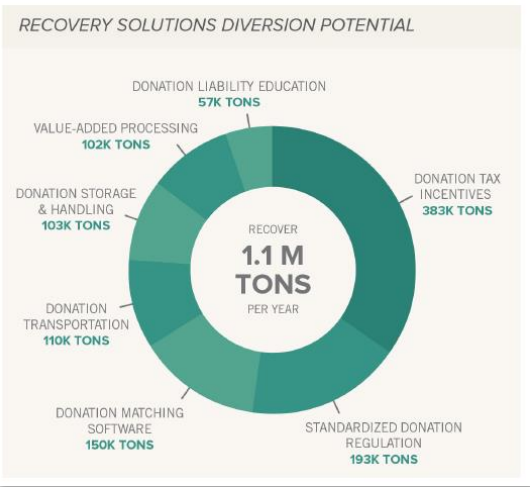 RECOVERY SOLUTIONS DIVERSION POTENTIAL
DONATION LIABILITY EDUCATION
57K TONS
VALUE-ADDED PROCESSING
102K TONS
DONATION TAX
INCENTIVES
383K TONS
DONATION STORAGE
& HANDLING
103K TONS
RECOVER
1.1 M
TONS
PER YEAR
DONATION
TRANSPORTATION
110K TONS
DONATION MATCHING
SOFTWARE
150K TONS
STANDARDIZED DONATION
REGULATION
193K TONS